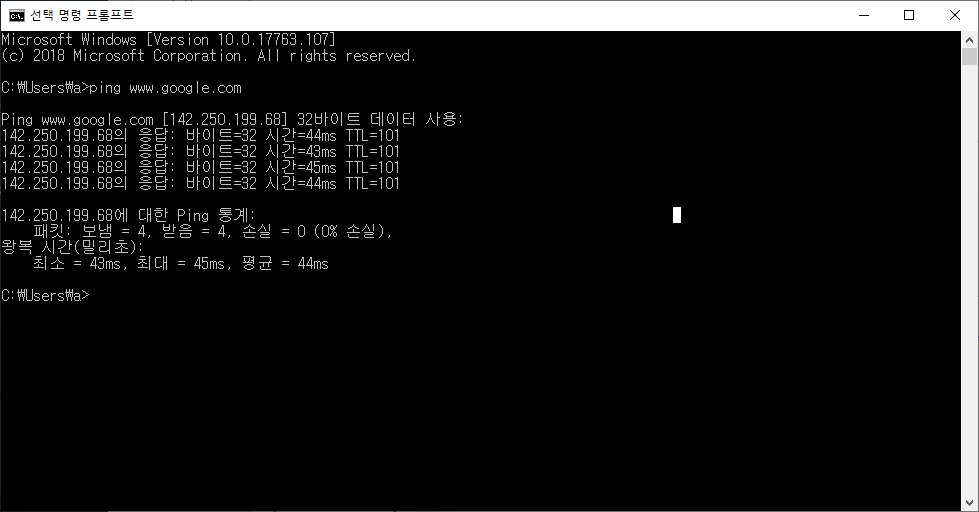 선택 명령 프롬프트
Microsoft Windows [Version 10.0.17763.107]
(c) 2018 Microsoft Corporation. All rights reserved.
C:₩Users₩a>ping www.google.com
Ping www.google.com [142.250.199.68] 32바이트 데이터 사용:
142.250.199.68의 응답: 바이트=32 시간=44ms TTL=101
142.250.199.68의 응답: 바이트=32 시간=43ms TTL=101
142.250.199.68의 응답: 바이트=32 시간=45ms TTL=101
142.250.199.68의 응답: 바이트=32 시간=44ms TTL=101
142.250.199.68에 대한 Ping 통계:
패킷: 보냄 = 4, 받음 = 4, 손실 = 0 (0% 손실),
왕복 시간(밀리초):
최소 = 43ms, 최대 = 45ms, 평균 = 44ms
C:₩Users₩a>